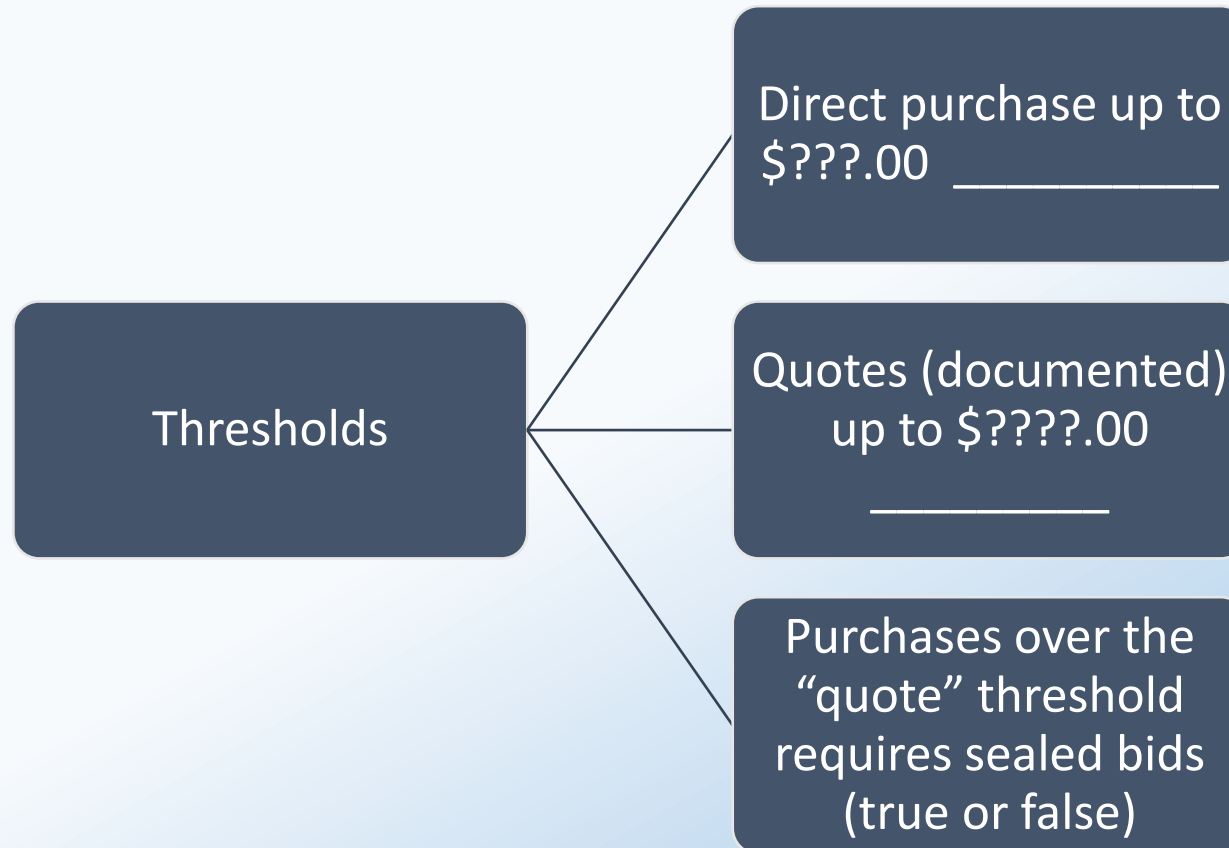 Direct purchase up to
$???.00 __________
Thresholds
Quotes (documented)
up to $????.00
_________
Purchases over the
“quote” threshold
requires sealed bids
(true or false)